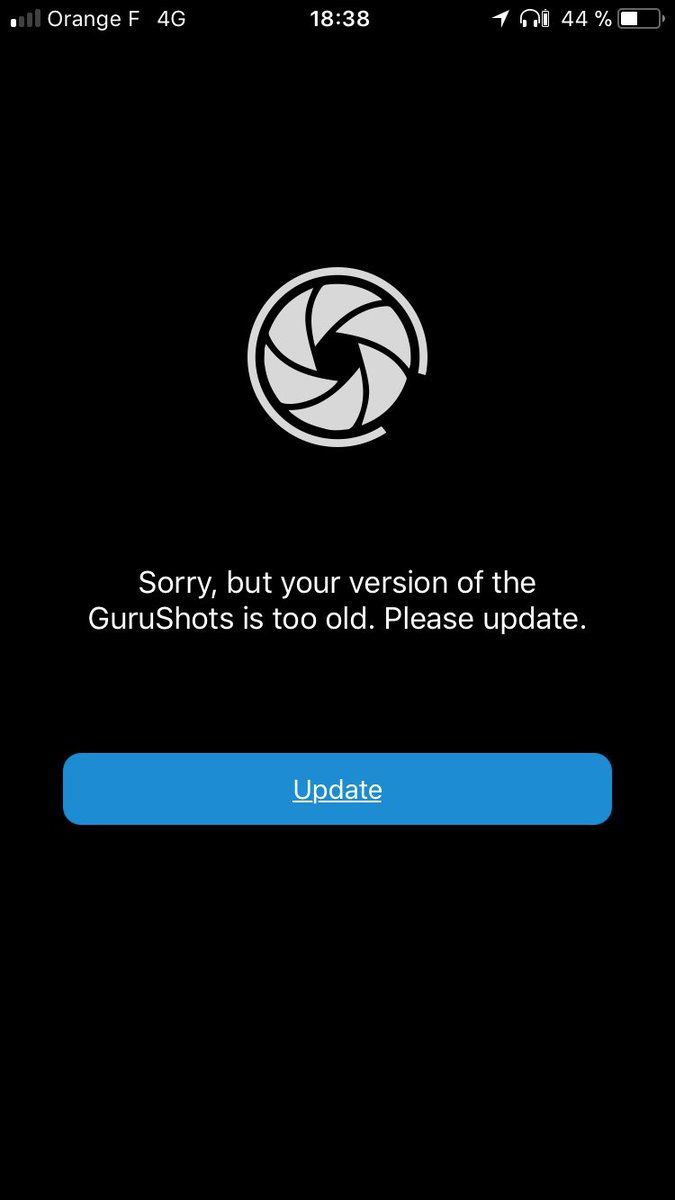 Orange F 4G 18:38 44 %
Sorry, but your version of the
GuruShots is too old. Please update.
Update